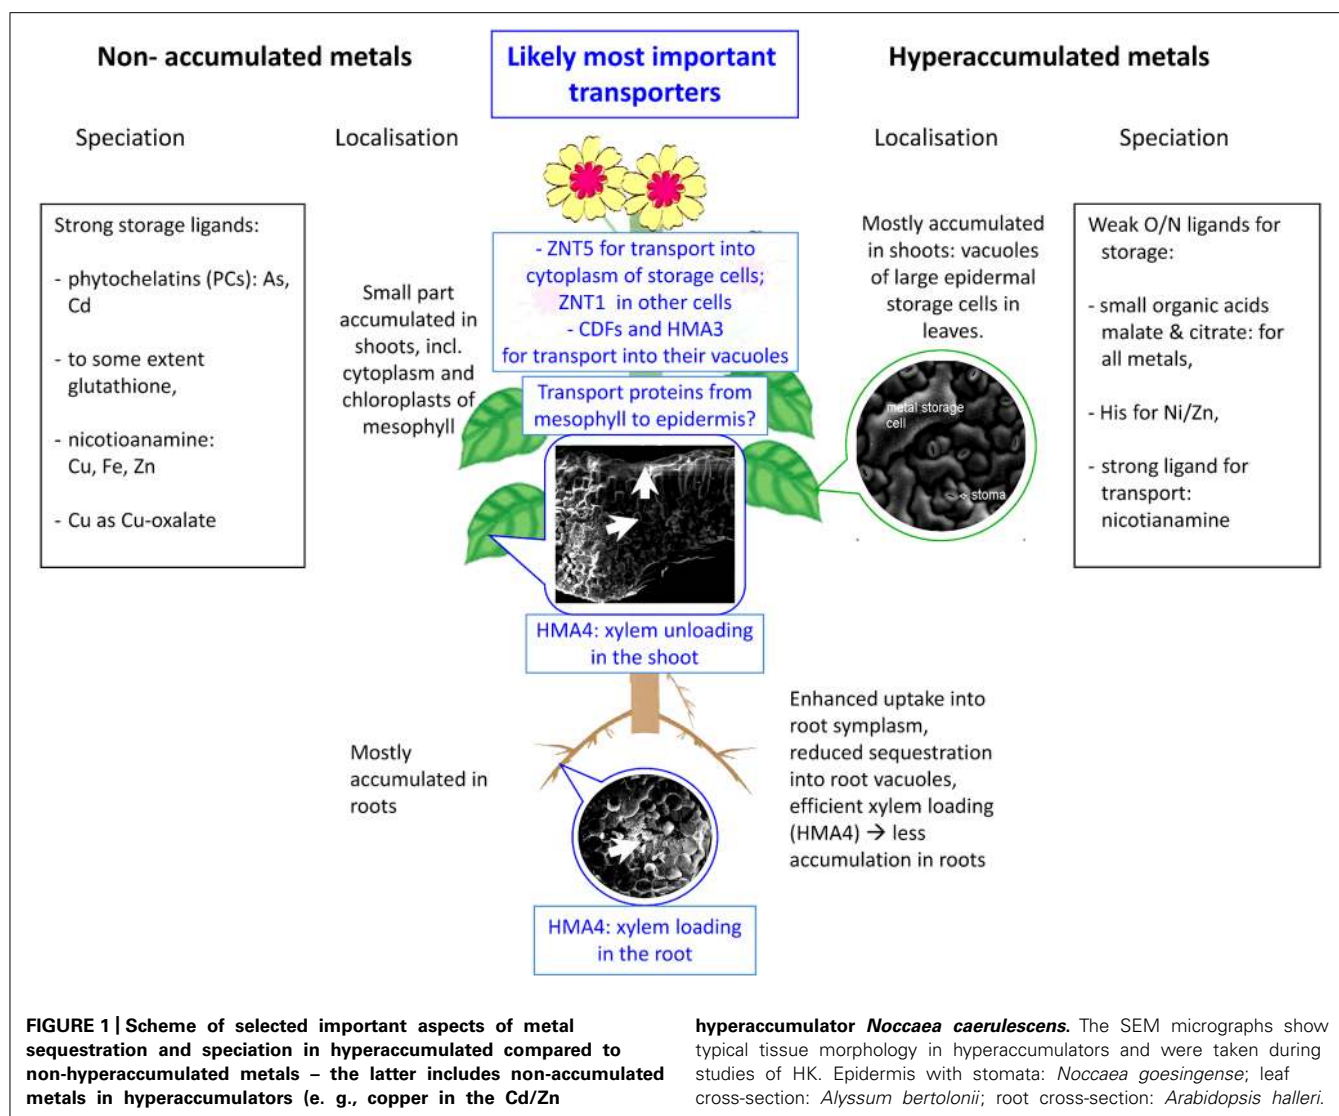 Non- accumulated metals
Likely most important
transporters
Hyperaccumulated metals
Speciation
Localisation
Localisation
Speciation
Strong storage ligands:
- phytochelatins (PCs): As,
Cd
- to some extent
glutathione,
- nicotioanamine:
Cu, Fe, Zn
- Cu as Cu-oxalate
Small part
accumulated in
shoots, incl.
cytoplasm and
chloroplasts of
mesophyll
- ZNT5 for transport into
cytoplasm of storage cells;
ZNT1 in other cells
- CDFs and HMA3
for transport into their vacuoles
Transport proteins from
mesophyll to epidermis?
HMA4: xylem unloading
in the shoot
Mostly accumulated
in shoots: vacuoles
of large epidermal
storage cells in
leaves.
metal storage
cell
stoma
Weak O/N ligands for
storage:
- small organic acids
malate & citrate: for
all metals,
- His for Ni/Zn,
- strong ligand for
transport:
nicotianamine
Mostly
accumulated in
roots
HMA4: xylem loading
in the root
Enhanced uptake into
root symplasm,
reduced sequestration
into root vacuoles,
efficient xylem loading
(HMA4) → less
accumulation in roots
FIGURE 1 | Scheme of selected important aspects of metal
sequestration and speciation in hyperaccumulated compared to
non-hyperaccumulated metals – the latter includes non-accumulated
metals in hyperaccumulators (e. g., copper in the Cd/Zn
hyperaccumulator Noccaea caerulescens. The SEM micrographs show
typical tissue morphology in hyperaccumulators and were taken during
studies of HK. Epidermis with stomata: Noccaea goesingense; leaf
cross-section: Alyssum bertolonii; root cross-section: Arabidopsis halleri.